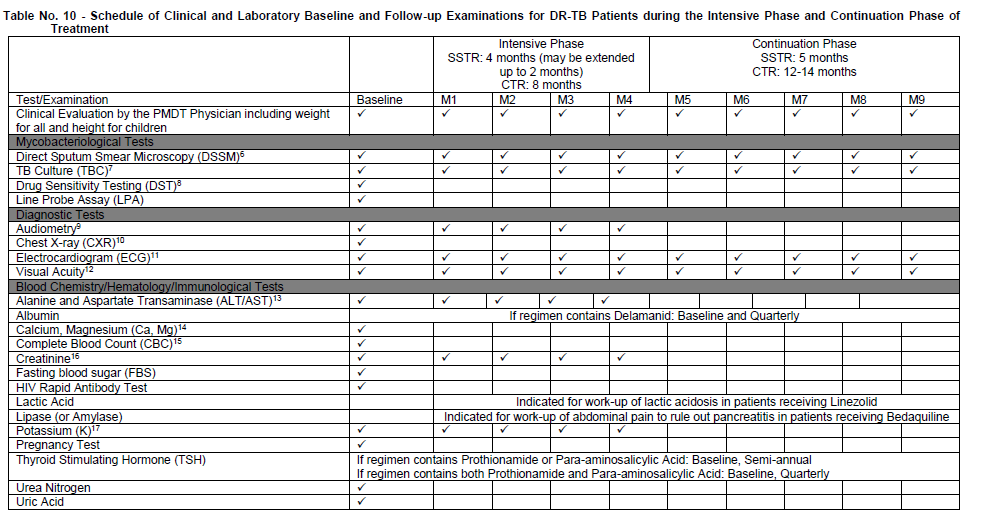 Table No. 10 - Schedule of Clinical and Laboratory Baseline and Follow-up Examinations for DR-TB Patients during the Intensive Phase and Continuation Phase of
Treatment
Intensive Phase
SSTR: 4 months (may be extended
up to 2 months)
CTR: 8 months
Continuation Phase
SSTR: 5 months
CTR: 12-14 months
Test/Examination Baseline M1 M2 M3 M4 M5 M6 M7 M8 M9
Clinical Evaluation by the PMDT Physician including weight
for all and height for children ✓ ✓ ✓ ✓ ✓ ✓ ✓ ✓ ✓ ✓
Mycobacteriological Tests
Direct Sputum Smear Microscopy (DSSM)⁶ ✓ ✓ ✓ ✓ ✓ ✓ ✓ ✓ ✓ ✓
TB Culture (TBC)⁷ ✓ ✓ ✓ ✓ ✓ ✓ ✓ ✓ ✓ ✓
Drug Sensitivity Testing (DST)⁸ ✓
Line Probe Assay (LPA) ✓
Diagnostic Tests
Audiometry⁹ ✓ ✓ ✓ ✓ ✓
Chest X-ray (CXR)¹⁰ ✓
Electrocardiogram (ECG)¹¹ ✓ ✓ ✓ ✓ ✓ ✓ ✓ ✓ ✓ ✓
Visual Acuity¹² ✓ ✓ ✓ ✓ ✓ ✓ ✓ ✓ ✓ ✓
Blood Chemistry/Hematology/Immunological Tests
Alanine and Aspartate Transaminase (ALT/AST)¹³ ✓ ✓ ✓ ✓ ✓
Albumin If regimen contains Delamanid: Baseline and Quarterly
Calcium, Magnesium (Ca, Mg)¹⁴ ✓
Complete Blood Count (CBC)¹⁵ ✓
Creatinine¹⁶ ✓ ✓ ✓ ✓ ✓
Fasting blood sugar (FBS) ✓
HIV Rapid Antibody Test ✓
Lactic Acid Indicated for work-up of lactic acidosis in patients receiving Linezolid
Lipase (or Amylase) Indicated for work-up of abdominal pain to rule out pancreatitis in patients receiving Bedaquiline
Potassium (K)¹⁷ ✓ ✓ ✓ ✓ ✓
Pregnancy Test ✓
Thyroid Stimulating Hormone (TSH) If regimen contains Prothionamide or Para-aminosalicylic Acid: Baseline, Semi-annual
If regimen contains both Prothionamide and Para-aminosalicylic Acid: Baseline, Quarterly
Urea Nitrogen ✓
Uric Acid ✓